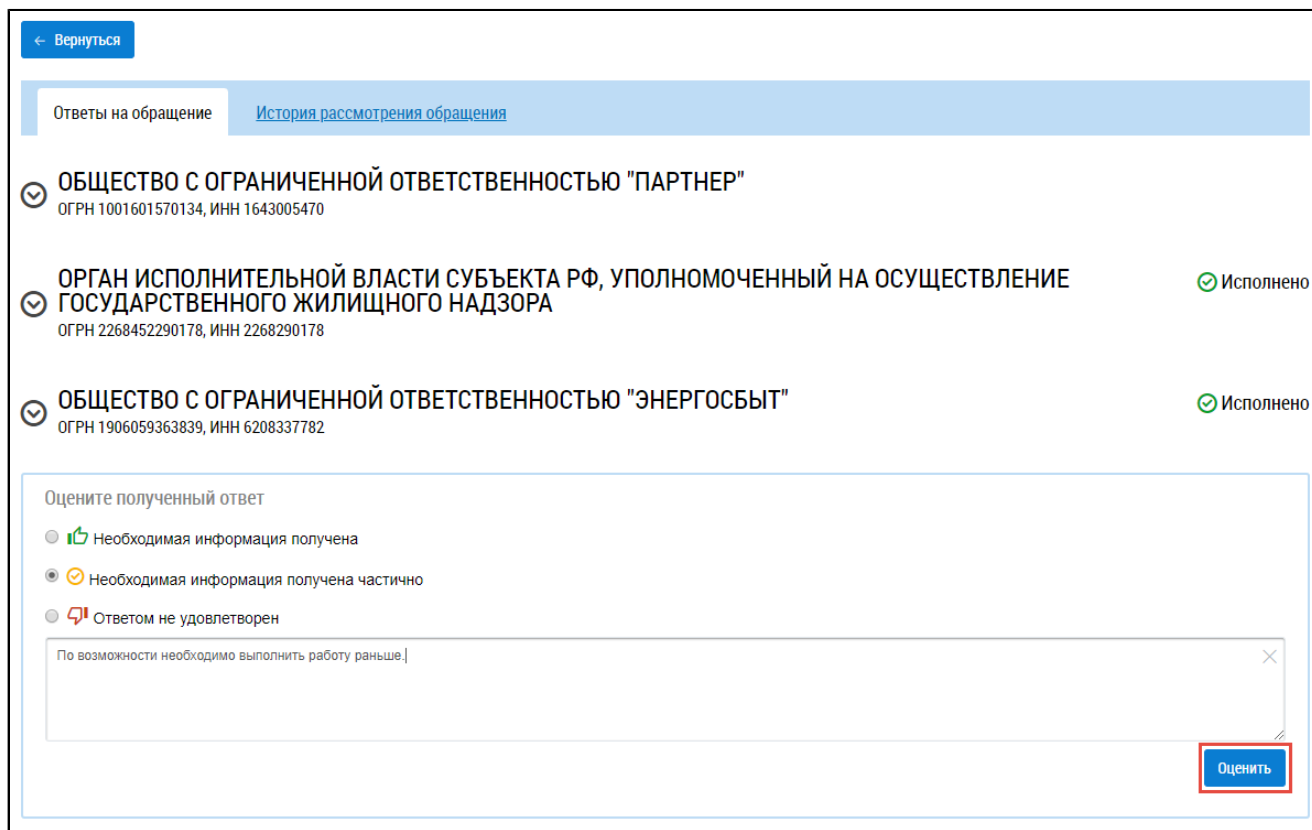 ← Вернуться
Ответы на обращение
История рассмотрения обращения
ОБЩЕСТВО С ОГРАНИЧЕННОЙ ОТВЕТСТВЕННОСТЬЮ "ПАРТНЕР"
ОГРН 1001601570134, ИНН 1643005470
ОРГАН ИСПОЛНИТЕЛЬНОЙ ВЛАСТИ СУБЪЕКТА РФ, УПОЛНОМОЧЕННЫЙ НА ОСУЩЕСТВЛЕНИЕ
ГОСУДАРСТВЕННОГО ЖИЛИЩНОГО НАДЗОРА
Исполнено
ОГРН 2268452290178, ИНН 2268290178
ОБЩЕСТВО С ОГРАНИЧЕННОЙ ОТВЕТСТВЕННОСТЬЮ "ЭНЕРГОСБЫТ"
Исполнено
ОГРН 1906059363839, ИНН 6208337782
Оцените полученный ответ
Необходимая информация получена
Необходимая информация получена частично
Ответом не удовлетворен
По возможности необходимо выполнить работу раньше.
Оценить